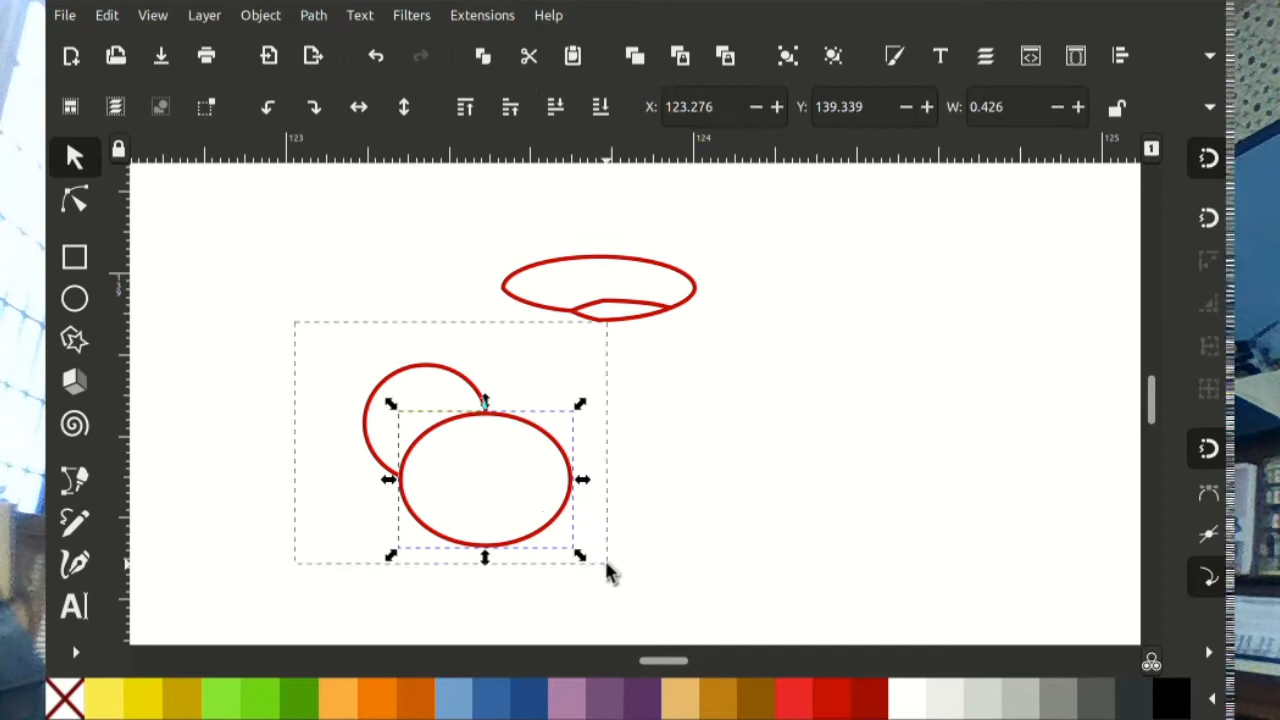 File Edit View Layer Object Path Text Filters Extensions Help
X: 123.276 Y: 139.339 W: 0.426
123 124 125
1